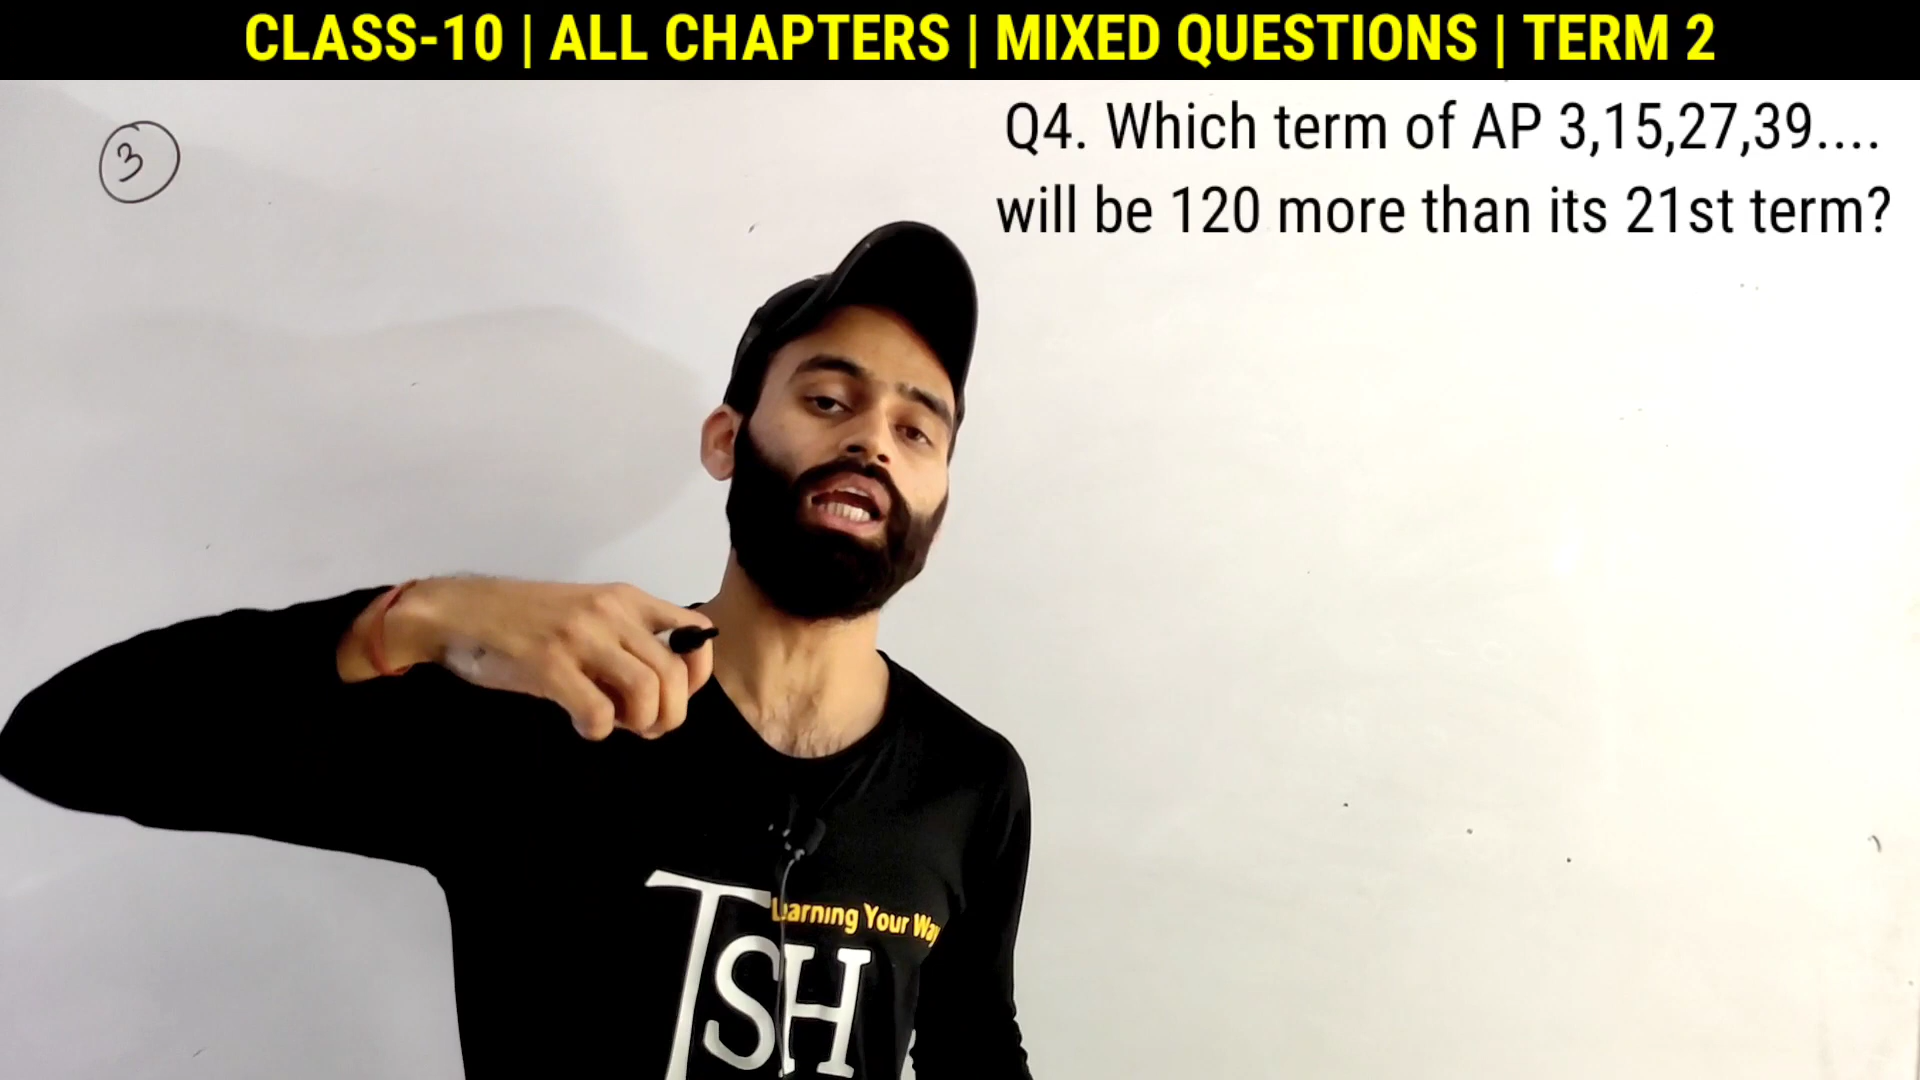 CLASS-10 | ALL CHAPTERS | MIXED QUESTIONS | TERM 2
3
Q4. Which term of AP 3,15,27,39....
will be 120 more than its 21st term?
Learning Your Way
TSH